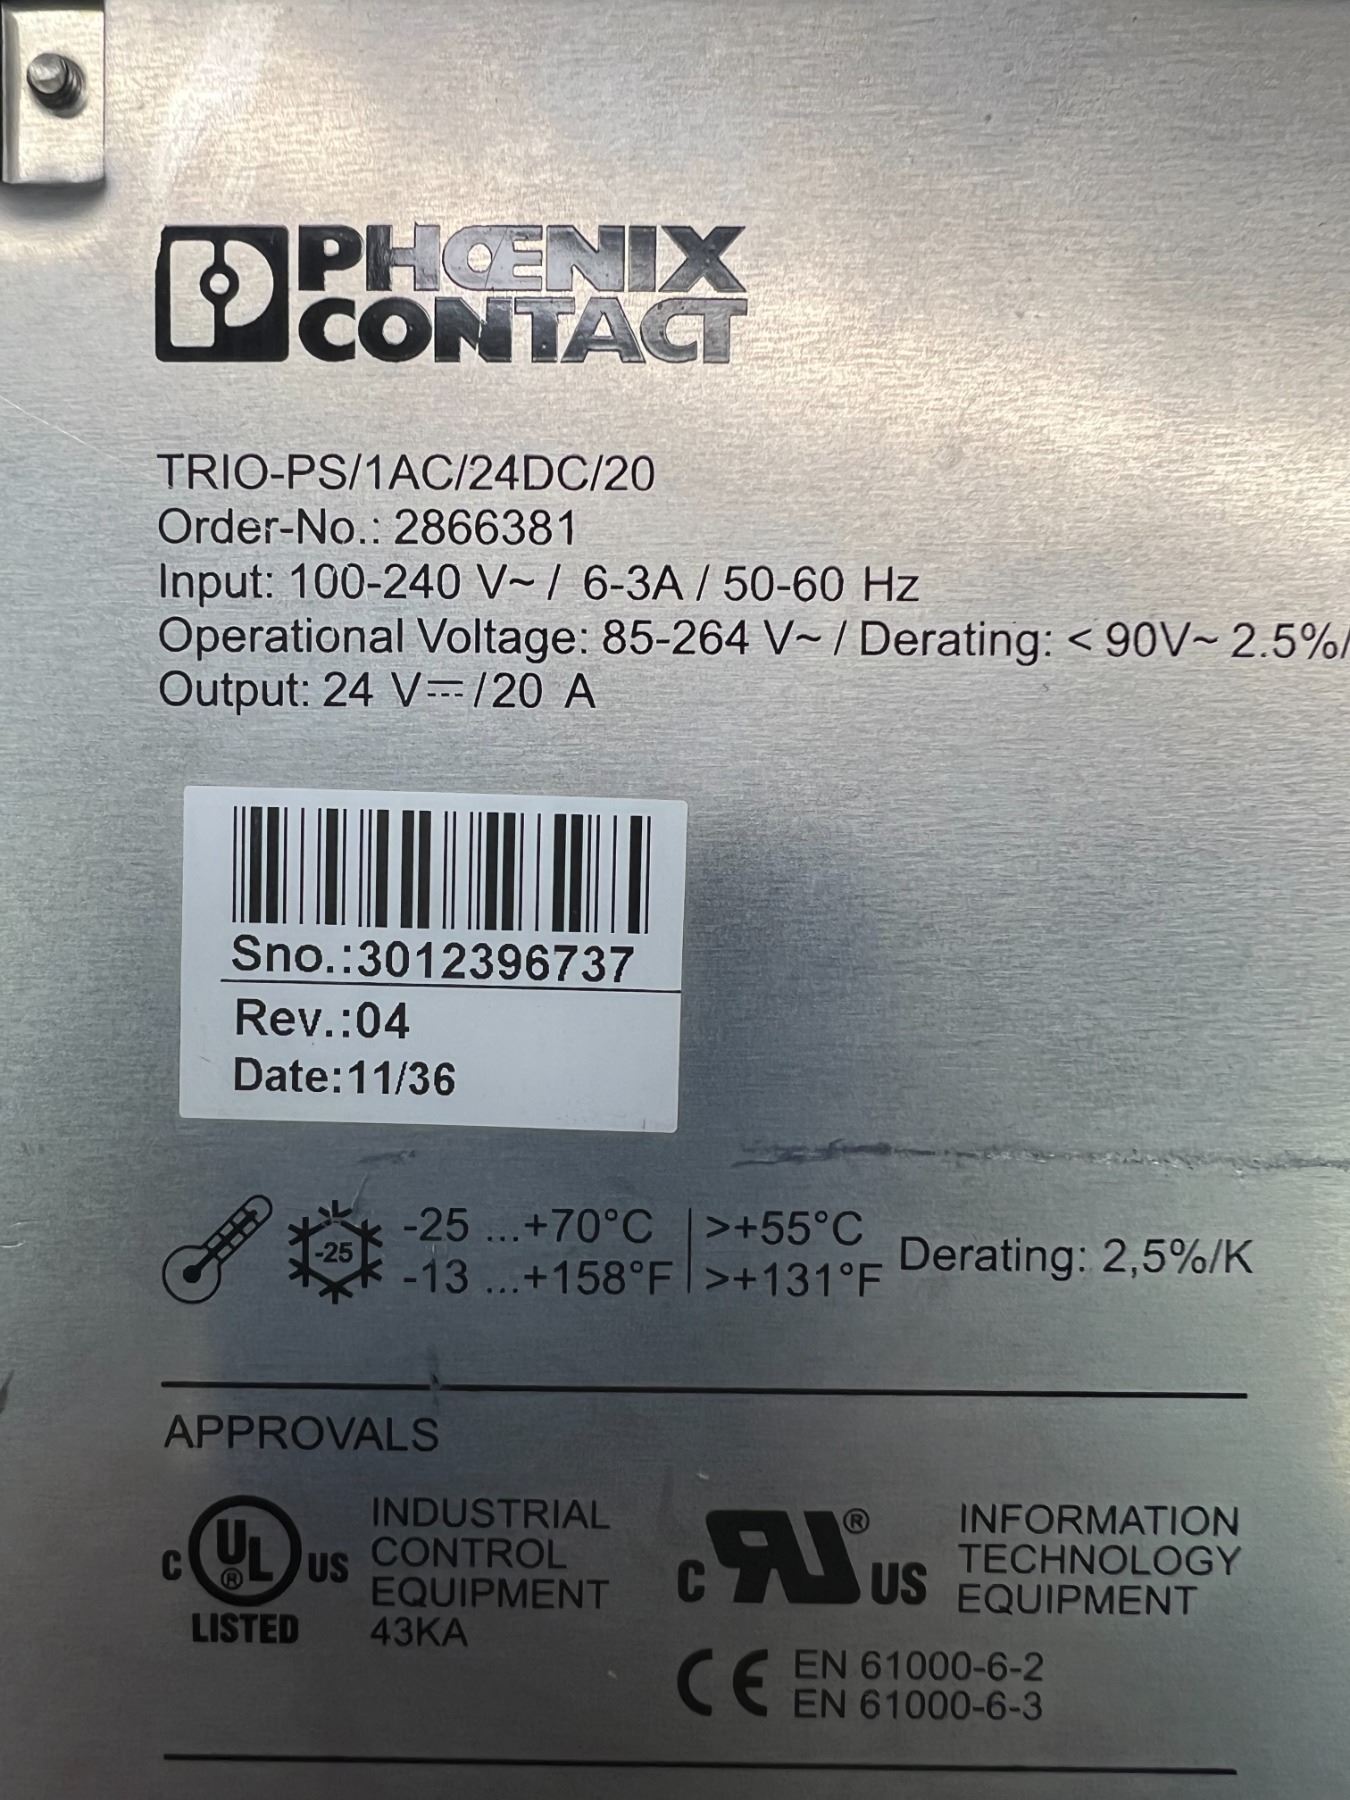 PHŒNIX
CONTACT
TRIO-PS/1AC/24DC/20
Order-No.: 2866381
Input: 100-240 V~ / 6-3A / 50-60 Hz
Operational Voltage: 85-264 V~ / Derating: < 90V~ 2.5%/
Output: 24 V⎓ /20 A
Sno.:3012396737
Rev.:04
Date:11/36
-25 -25 ...+70°C >+55°C
-13 ...+158°F >+131°F Derating: 2,5%/K
APPROVALS
C UL ® US LISTED
INDUSTRIAL
CONTROL
EQUIPMENT
43KA
C RU ® US
INFORMATION
TECHNOLOGY
EQUIPMENT
CE EN 61000-6-2
EN 61000-6-3